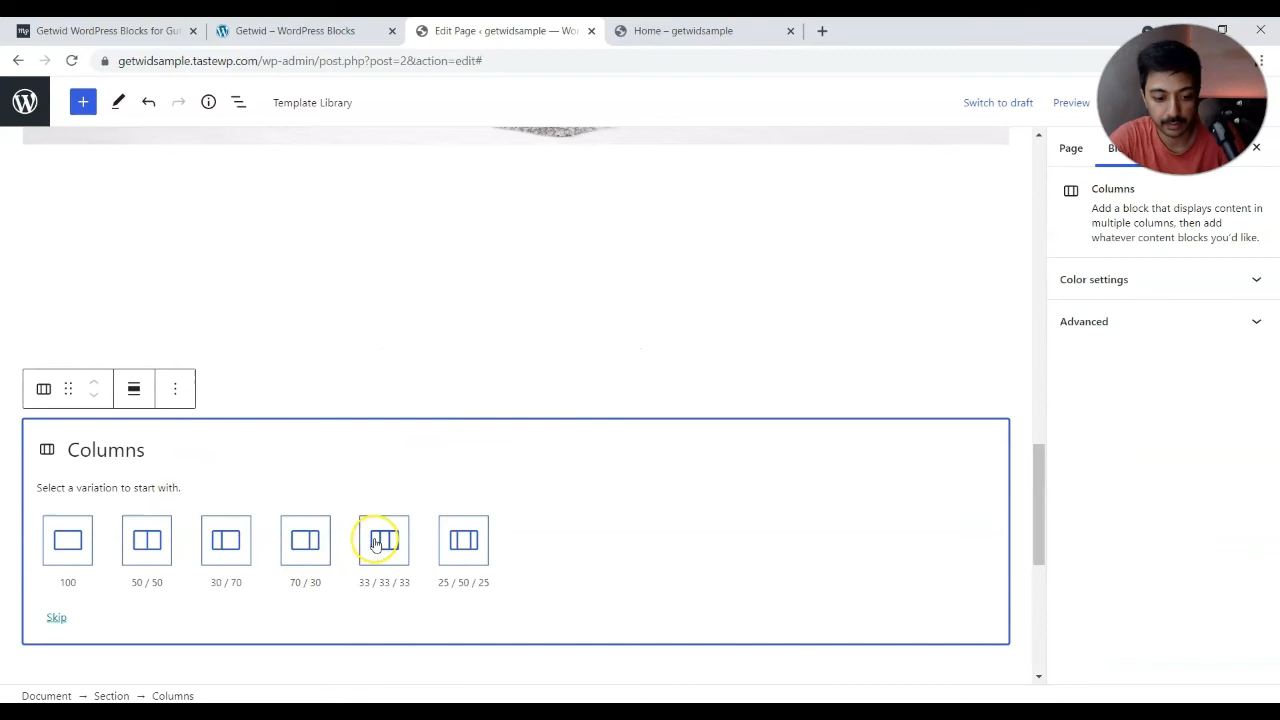 Getwid WordPress Blocks for Gut
Getwid – WordPress Blocks
Edit Page ‹ getwidsample — Wor
Home – getwidsample
getwidsample.tastewp.com/wp-admin/post.php?post=2&action=edit#
Template Library
Switch to draft
Preview
Page
Columns
Add a block that displays content in
multiple columns, then add
whatever content blocks you'd like.
Color settings
Advanced
Columns
Select a variation to start with.
100
50 / 50
30 / 70
70 / 30
33 / 33 / 33
25 / 50 / 25
Skip
Document → Section → Columns